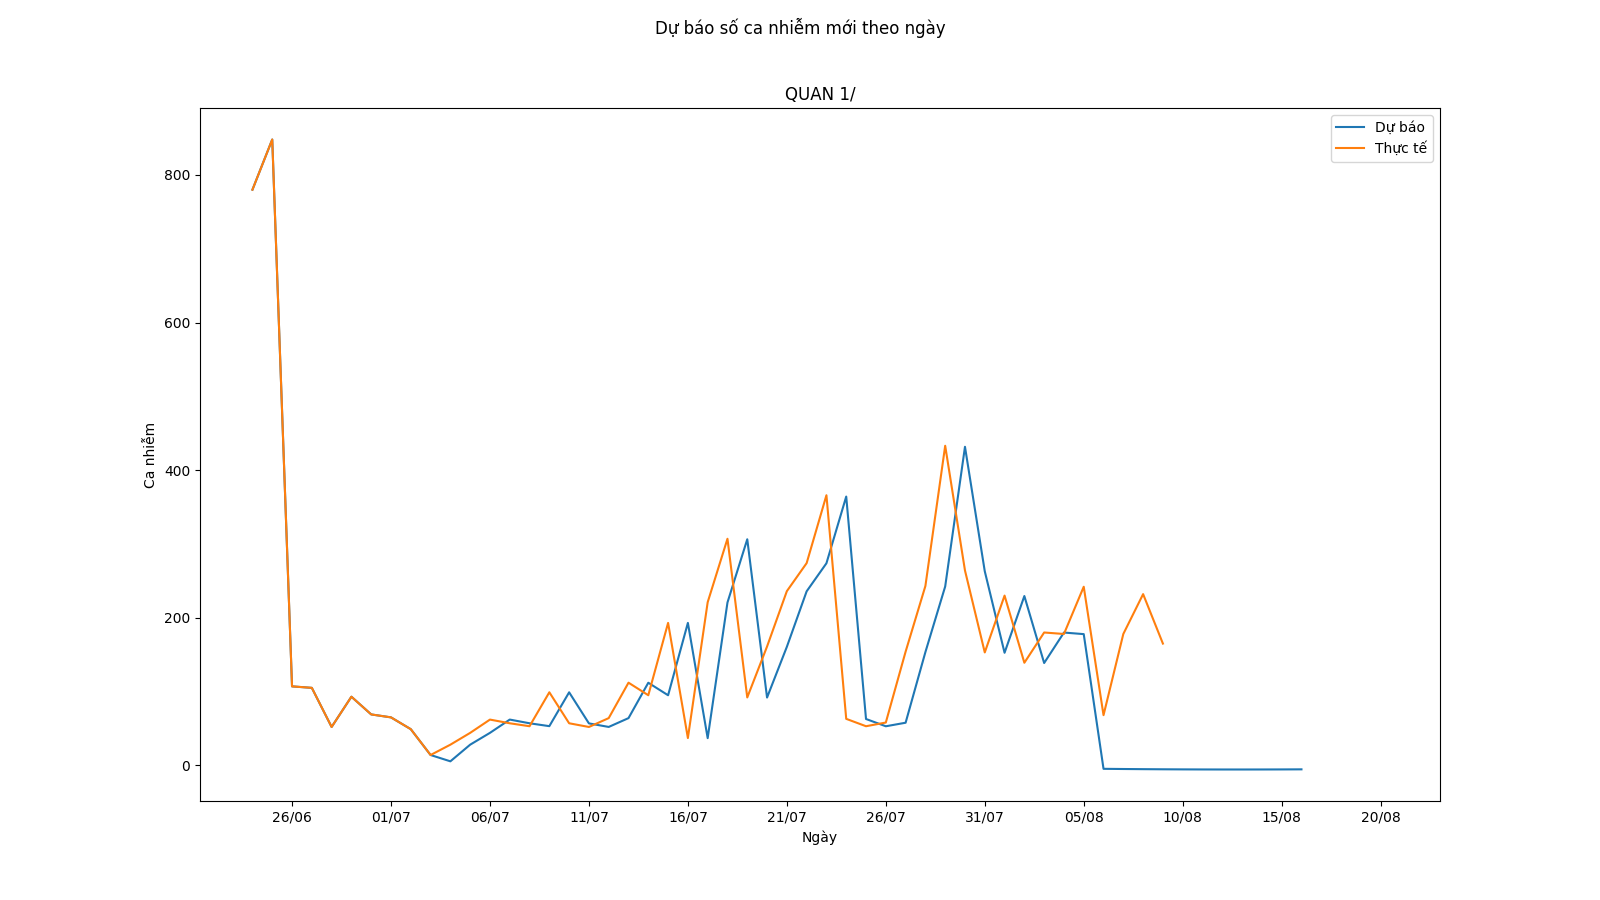 Dự báo số ca nhiễm mới theo ngày
QUAN 1/
Dự báo
Thực tế
800
600
400
200
0
Ca nhiễm
26/06 01/07 06/07 11/07 16/07 21/07 26/07 31/07 05/08 10/08 15/08 20/08
Ngày